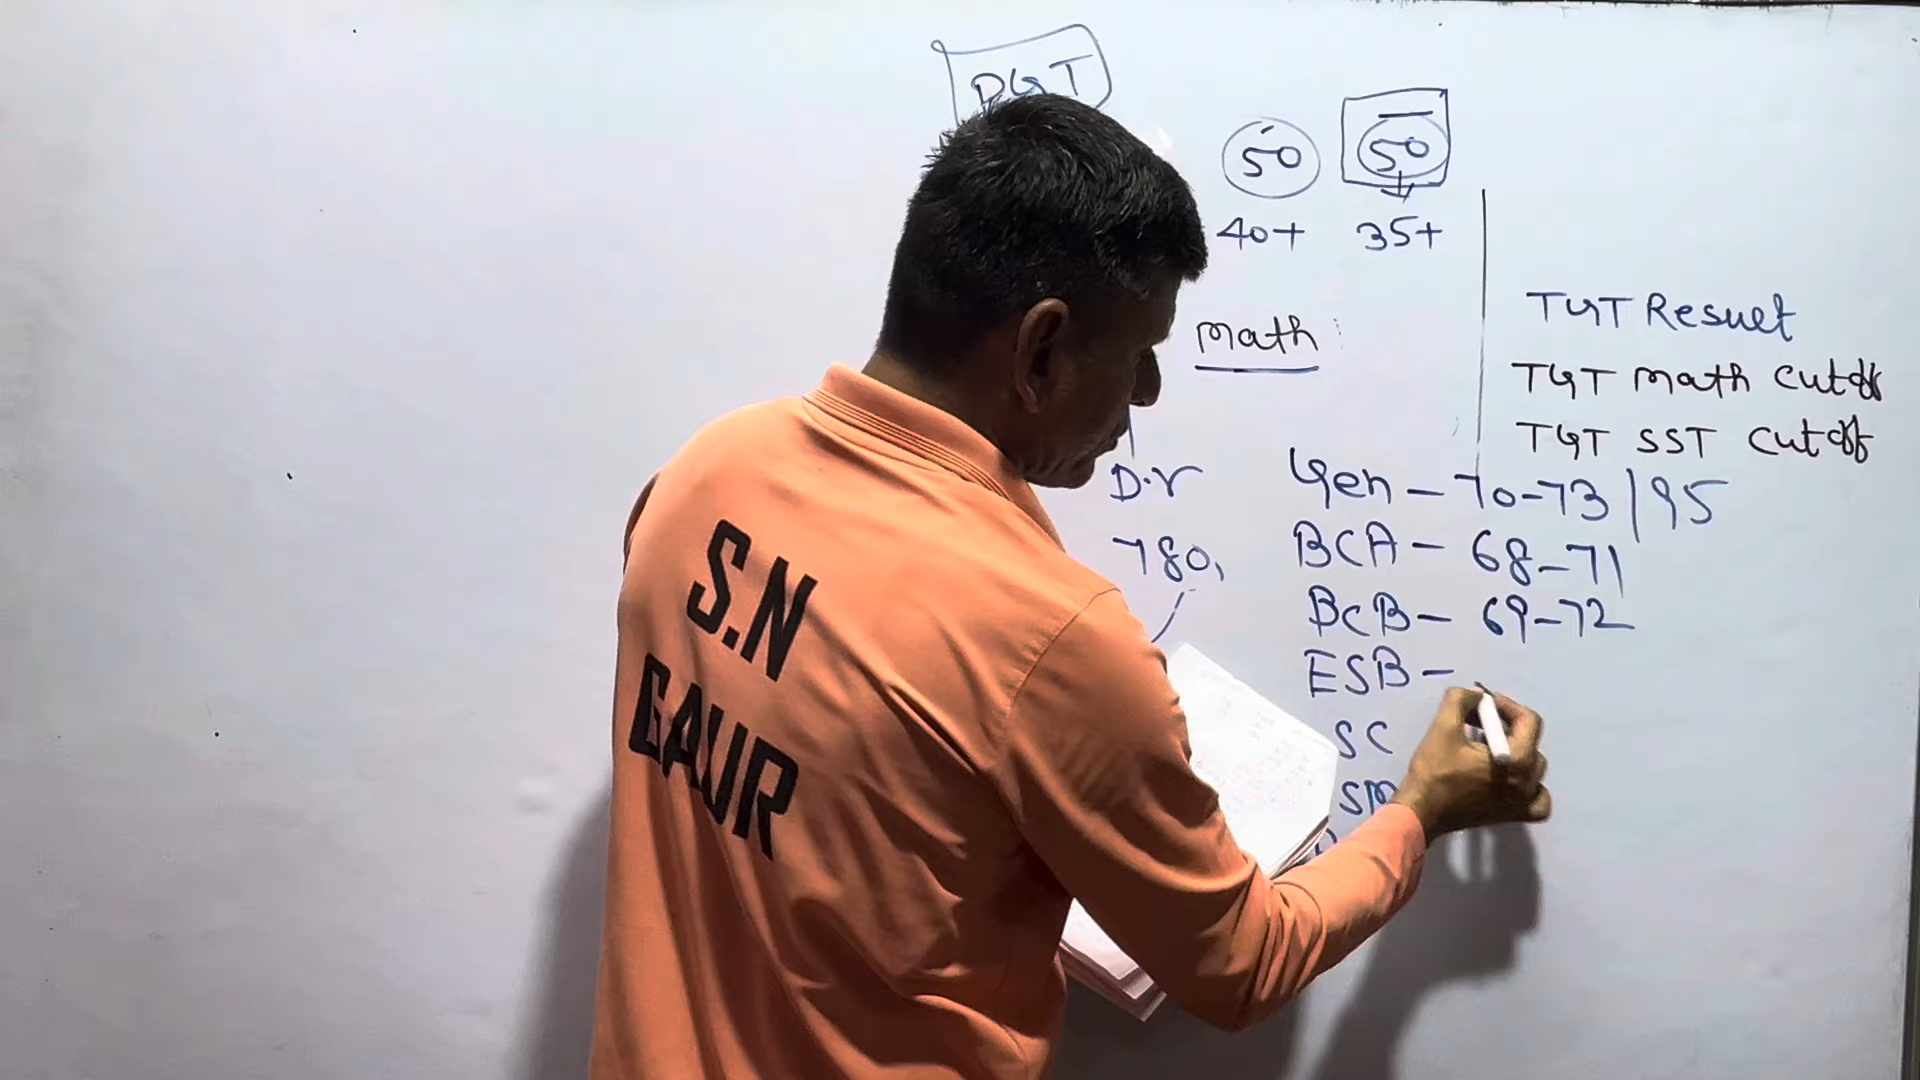 PGT
50 50
40+ 35+
Math
TGT Result
TGT Math Cutoff
TGT SST Cutoff
D.V
780,
Gen - 70-73 | 95
BCA - 68-71
BCB - 69-72
ESB -
SC
S.N
GAUR